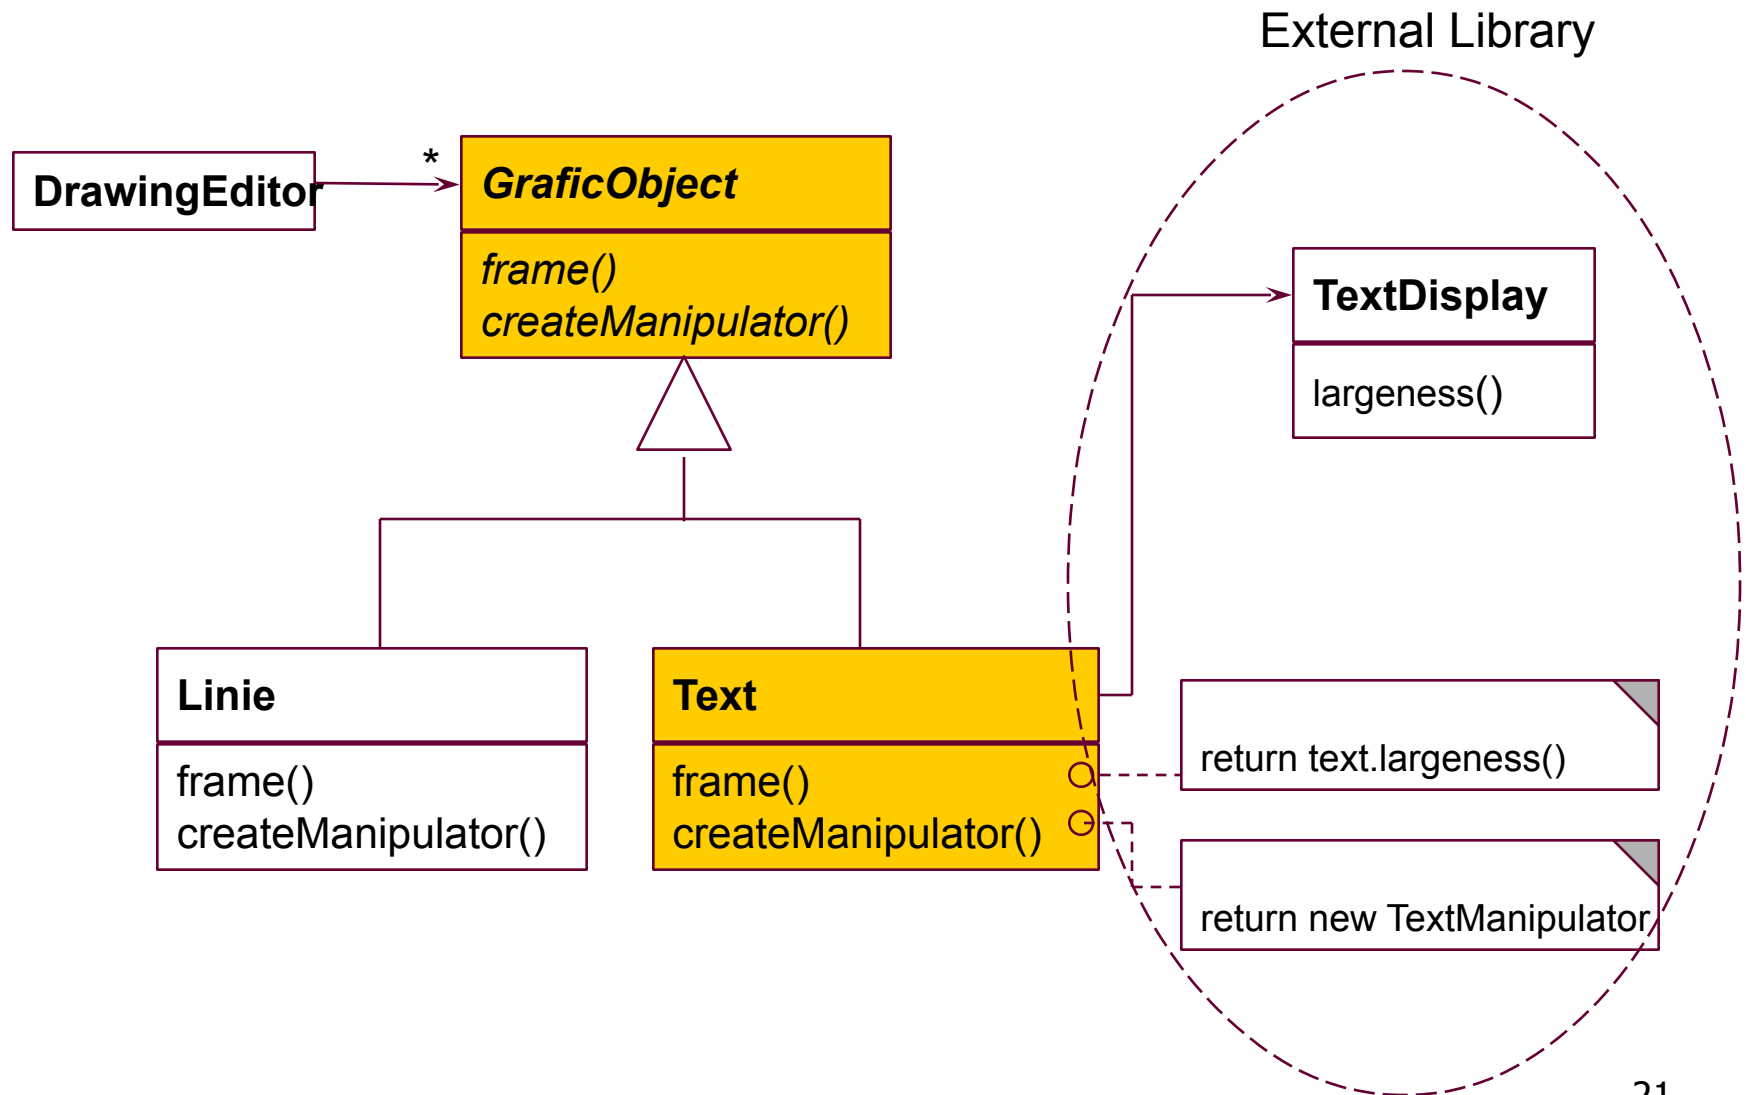 External Library
DrawingEditor
*
GraficObject
frame()
createManipulator()
TextDisplay
largeness()
Linie
frame()
createManipulator()
Text
frame()
createManipulator()
return text.largeness()
return new TextManipulator
21